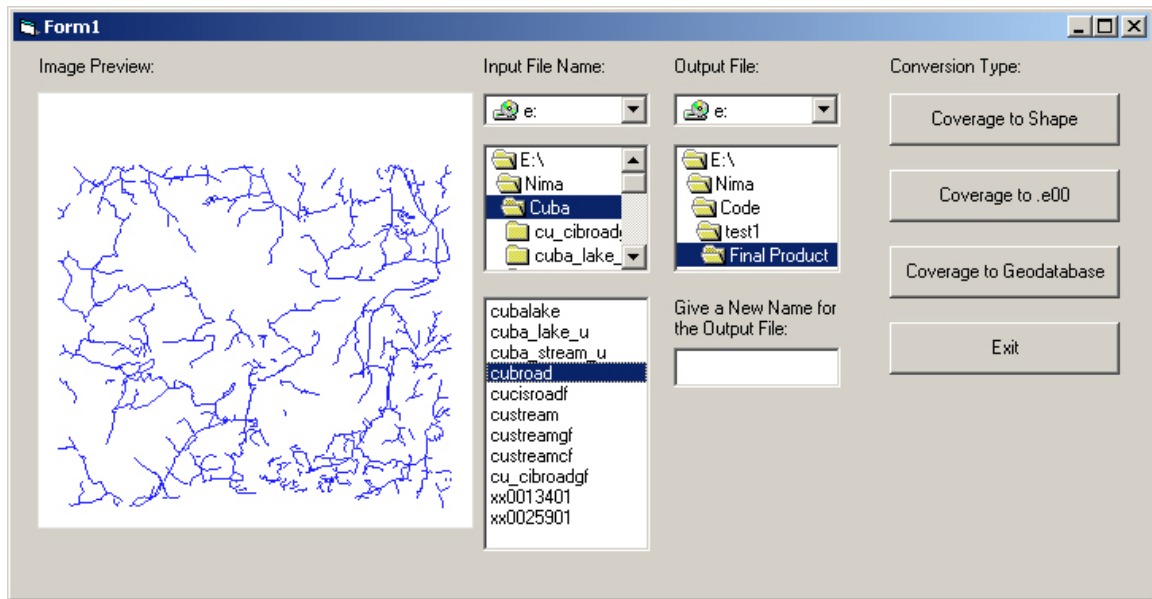 Form1
Image Preview:
Input File Name:
Output File:
Conversion Type:
e:
e:
Coverage to Shape
E:\
Nima
Cuba
cu_cibroadg
cuba_lake_
E:\
Nima
Code
test1
Final Product
Coverage to .e00
Coverage to Geodatabase
cubalake
cuba_lake_u
cuba_stream_u
cubroad
cucisroadf
custream
custreamgf
custreamcf
cu_cibroadgf
xx0013401
xx0025901
Give a New Name for
the Output File:
Exit